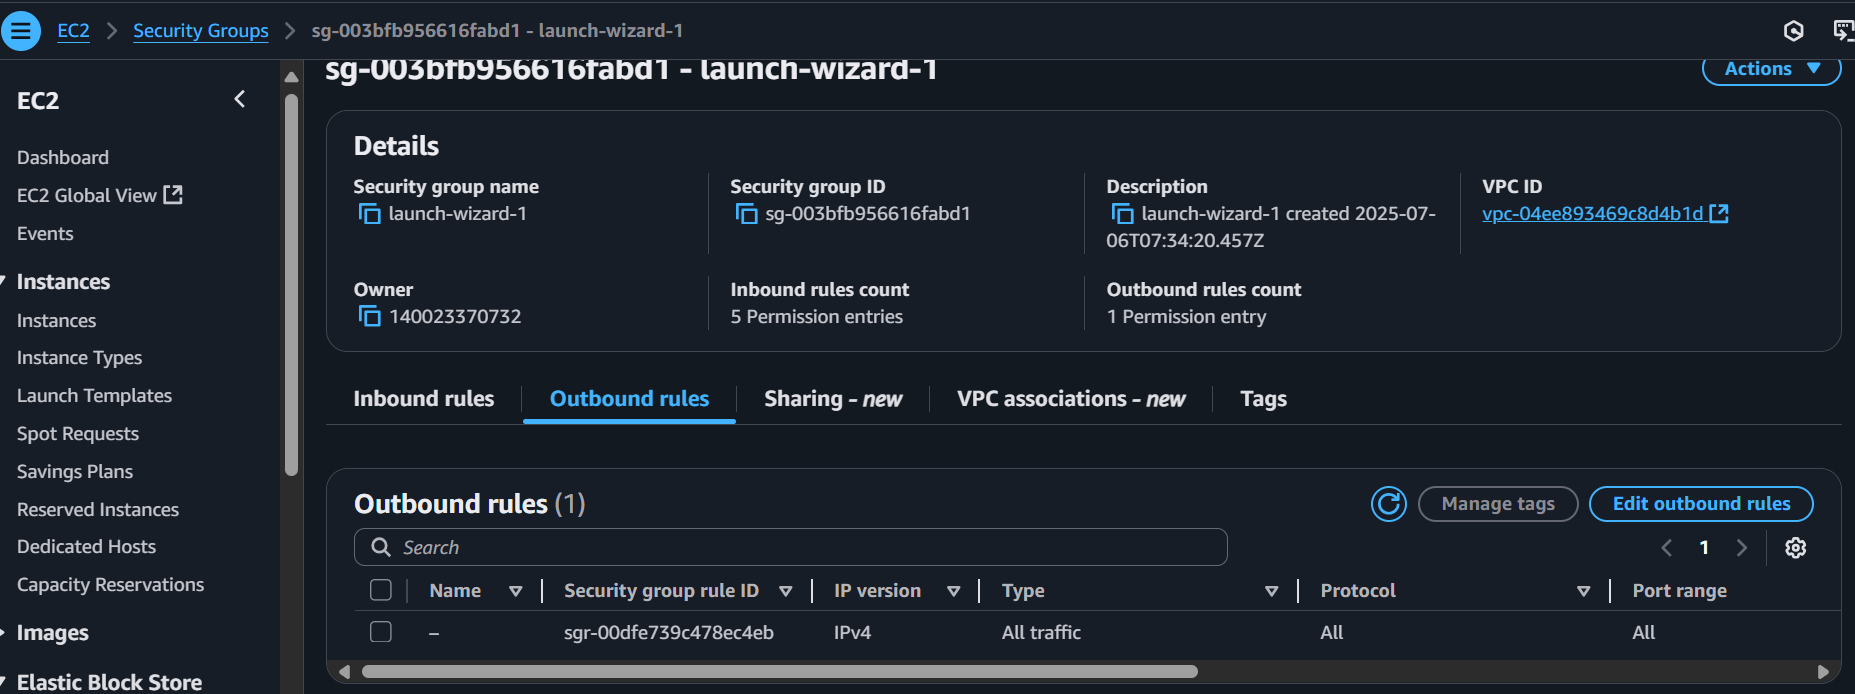 EC2 > Security Groups > sg-003bfb956616fabd1 - launch-wizard-1
sg-003bfb956616fabd1 - launch-wizard-1
Actions
EC2
Dashboard
EC2 Global View
Events
Instances
Instances
Instance Types
Launch Templates
Spot Requests
Savings Plans
Reserved Instances
Dedicated Hosts
Capacity Reservations
Images
Elastic Block Store
Details
Security group name
launch-wizard-1
Security group ID
sg-003bfb956616fabd1
Description
launch-wizard-1 created 2025-07-
06T07:34:20.457Z
VPC ID
vpc-04ee893469c8d4b1d
Owner
140023370732
Inbound rules count
5 Permission entries
Outbound rules count
1 Permission entry
Inbound rules
Outbound rules
Sharing - new
VPC associations - new
Tags
Outbound rules (1)
Manage tags
Edit outbound rules
Search
1
Name Security group rule ID IP version Type Protocol Port range
– sgr-00dfe739c478ec4eb IPv4 All traffic All All